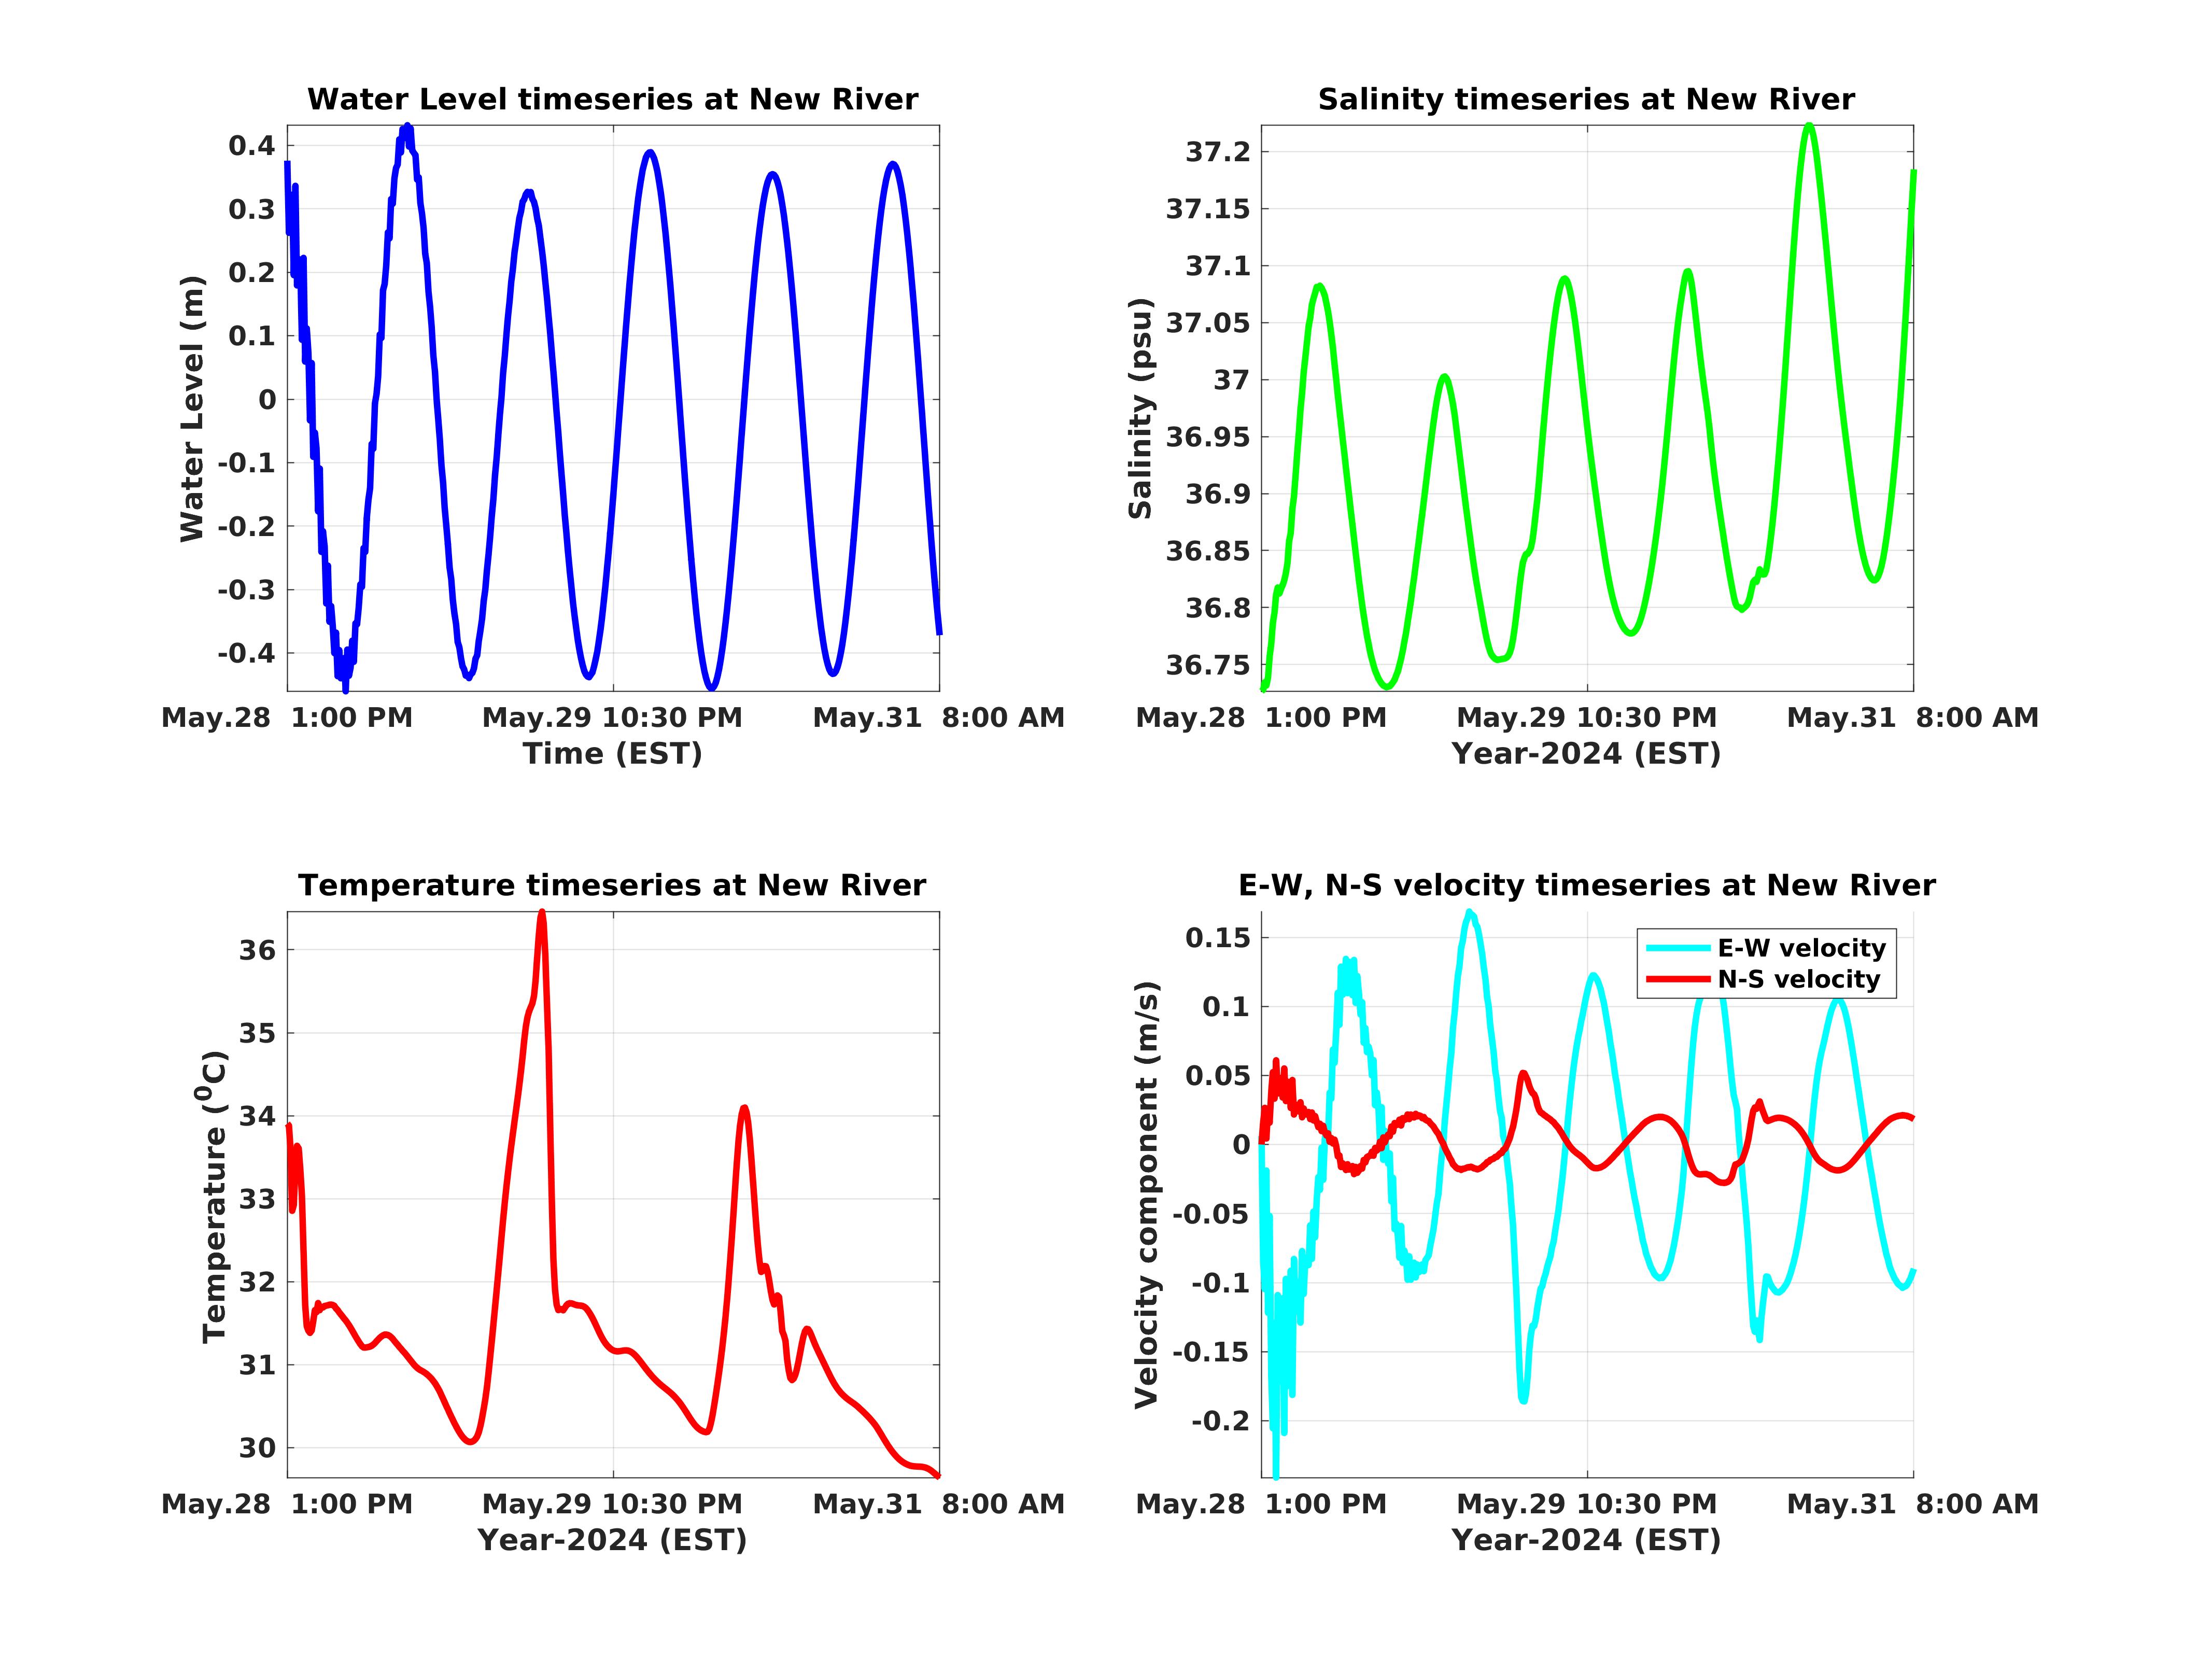 Water Level timeseries at New River
Water Level (m)
0.4
0.3
0.2
0.1
0
-0.1
-0.2
-0.3
-0.4
May.28 1:00 PM May.29 10:30 PM May.31 8:00 AM
Time (EST)
Salinity timeseries at New River
Salinity (psu)
37.2
37.15
37.1
37.05
37
36.95
36.9
36.85
36.8
36.75
May.28 1:00 PM May.29 10:30 PM May.31 8:00 AM
Year-2024 (EST)
Temperature timeseries at New River
Temperature (⁰C)
36
35
34
33
32
31
30
May.28 1:00 PM May.29 10:30 PM May.31 8:00 AM
Year-2024 (EST)
E-W, N-S velocity timeseries at New River
Velocity component (m/s)
0.15
0.1
0.05
0
-0.05
-0.1
-0.15
-0.2
E-W velocity
N-S velocity
May.28 1:00 PM May.29 10:30 PM May.31 8:00 AM
Year-2024 (EST)